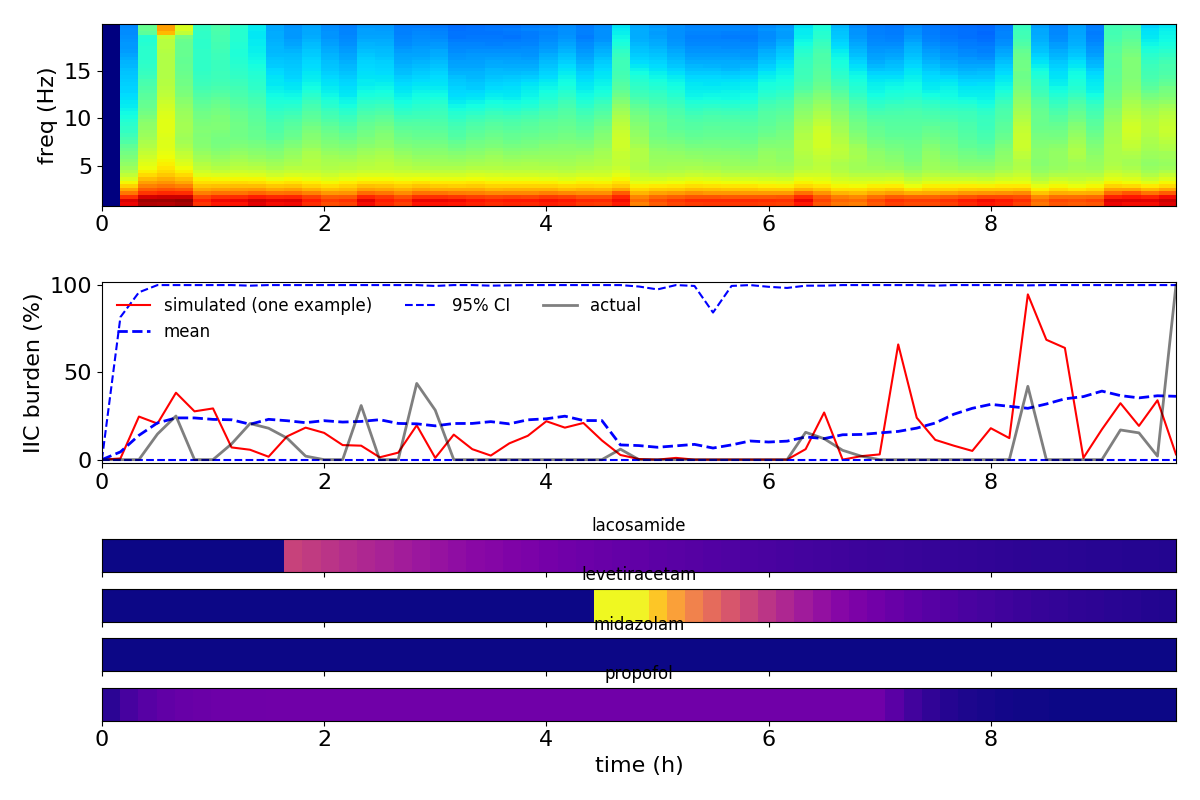 freq (Hz)
15
10
5
0 2 4 6 8
IIC burden (%)
100
50
0
simulated (one example) 95% CI actual
mean
0 2 4 6 8
lacosamide
levetiracetam
midazolam
propofol
0 2 4 6 8
time (h)